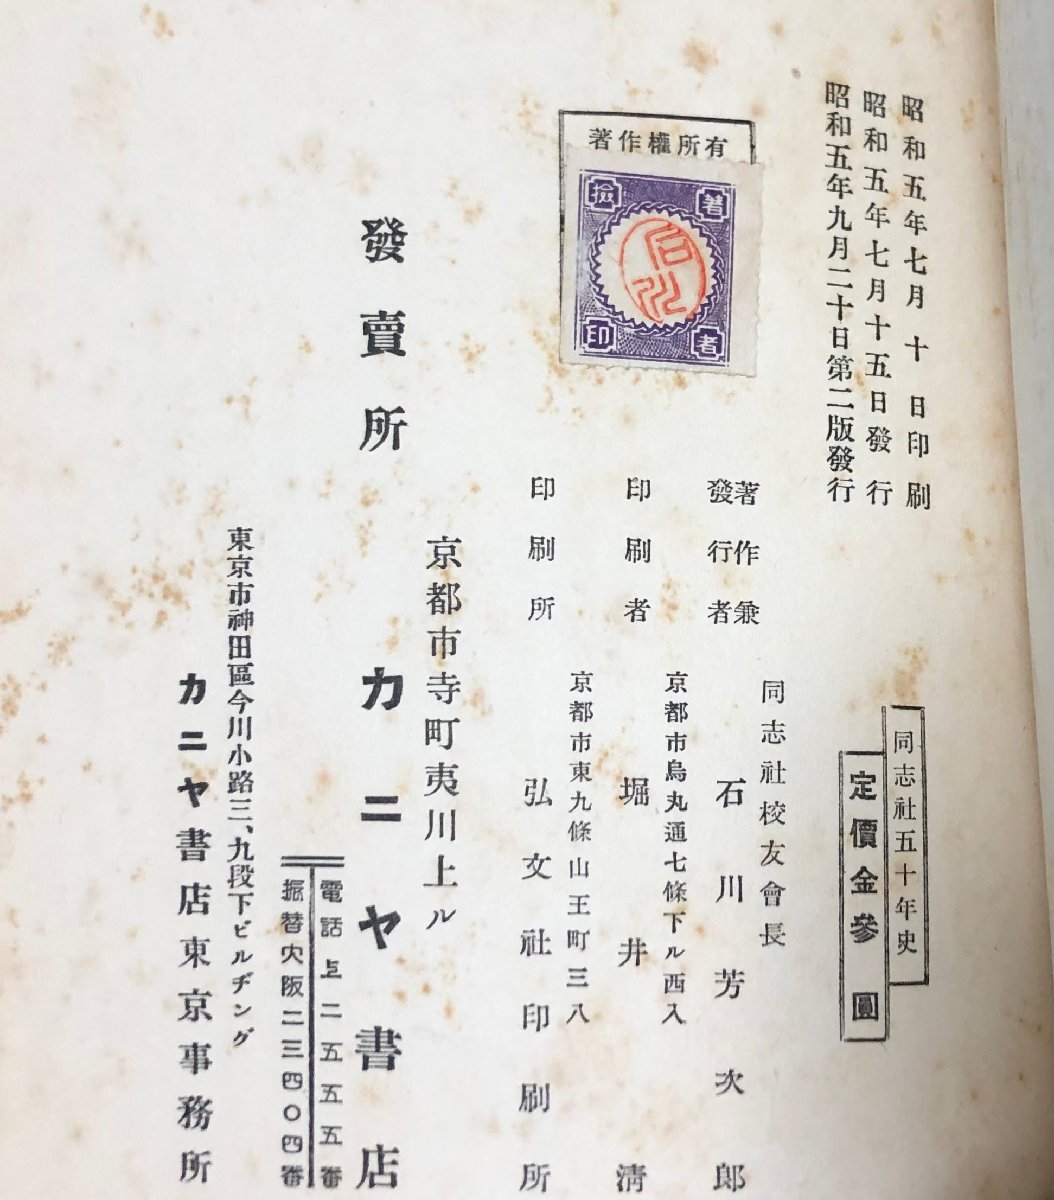 昭和五年七月十日印刷
昭和五年七月十五日發行
昭和五年九月二十日第二版發行
同志社五十年史
定價金參圓
著作權所有
著者
檢印
石川
著作兼
發行者
同志社校友會長
石川芳次郎
印刷者
京都市烏丸通七條下ル西入
堀井清
印刷所
京都市東九條山王町三八
弘文社印刷所
發賣所
京都市寺町夷川上ル
カニヤ書店
電話上二五五五番
振替大阪二三四〇四番
東京市神田區今川小路三、九段下ビルヂング
カニヤ書店東京事務所